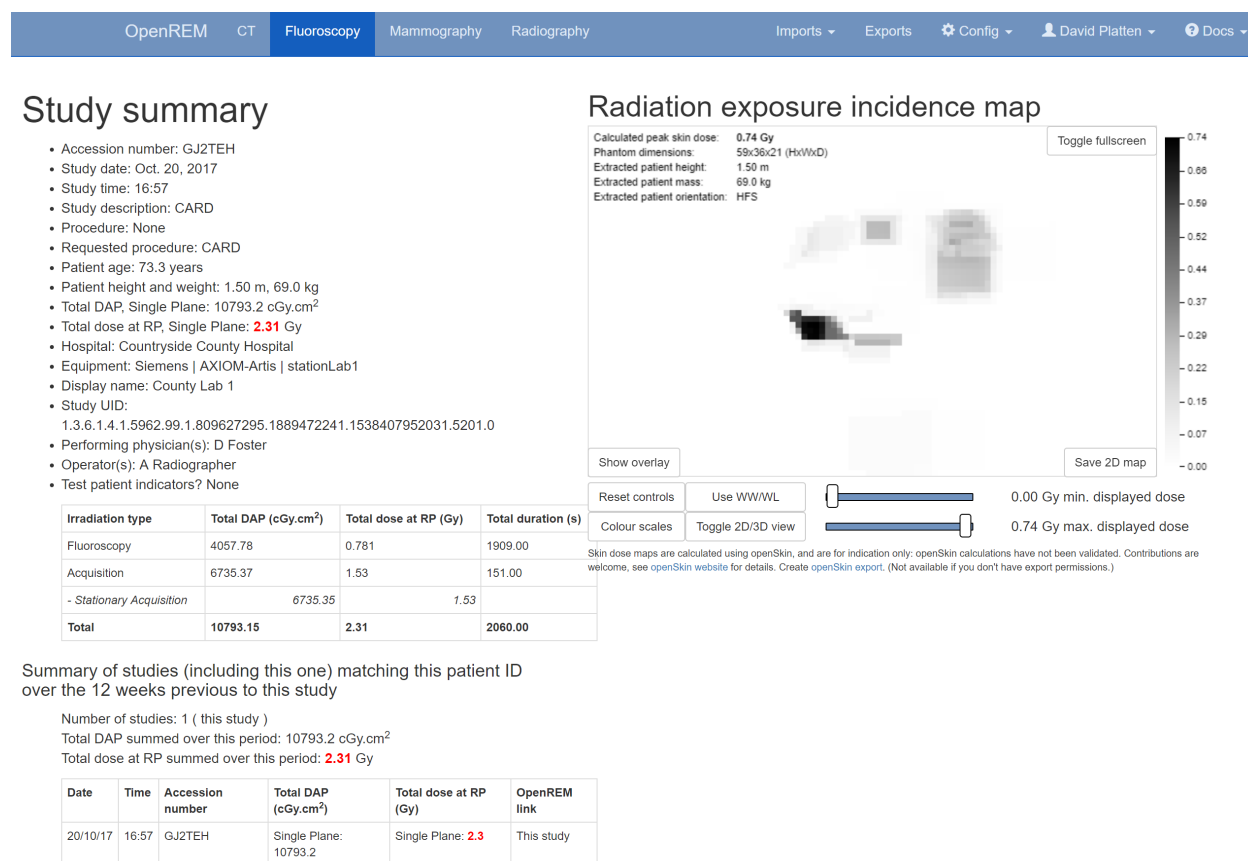 OpenREM CT Fluoroscopy Mammography Radiography Imports Exports Config David Platten Docs
Study summary
Accession number: GJ2TEH
Study date: Oct. 20, 2017
Study time: 16:57
Study description: CARD
Procedure: None
Requested procedure: CARD
Patient age: 73.3 years
Patient height and weight: 1.50 m, 69.0 kg
Total DAP, Single Plane: 10793.2 cGy.cm²
Total dose at RP, Single Plane: 2.31 Gy
Hospital: Countryside County Hospital
Equipment: Siemens | AXIOM-Artis | stationLab1
Display name: County Lab 1
Study UID:
1.3.6.1.4.1.5962.99.1.809627295.1889472241.1538407952031.5201.0
Performing physician(s): D Foster
Operator(s): A Radiographer
Test patient indicators? None
Irradiation type Total DAP (cGy.cm²) Total dose at RP (Gy) Total duration (s)
Fluoroscopy 4057.78 0.781 1909.00
Acquisition 6735.37 1.53 151.00
- Stationary Acquisition 6735.35 1.53
Total 10793.15 2.31 2060.00
Summary of studies (including this one) matching this patient ID
over the 12 weeks previous to this study
Number of studies: 1 ( this study )
Total DAP summed over this period: 10793.2 cGy.cm²
Total dose at RP summed over this period: 2.31 Gy
Date Time Accession number Total DAP (cGy.cm²) Total dose at RP (Gy) OpenREM link
20/10/17 16:57 GJ2TEH Single Plane: 10793.2 Single Plane: 2.3 This study
Radiation exposure incidence map
Calculated peak skin dose: 0.74 Gy
Phantom dimensions: 59x36x21 (HxWxD)
Extracted patient height: 1.50 m
Extracted patient mass: 69.0 kg
Extracted patient orientation: HFS
Toggle fullscreen
0.74
0.66
0.59
0.52
0.44
0.37
0.29
0.22
0.15
0.07
0.00
Show overlay Save 2D map
Reset controls Use WW/WL 0.00 Gy min. displayed dose
Colour scales Toggle 2D/3D view 0.74 Gy max. displayed dose
Skin dose maps are calculated using openSkin, and are for indication only: openSkin calculations have not been validated. Contributions are
welcome, see openSkin website for details. Create openSkin export. (Not available if you don't have export permissions.)